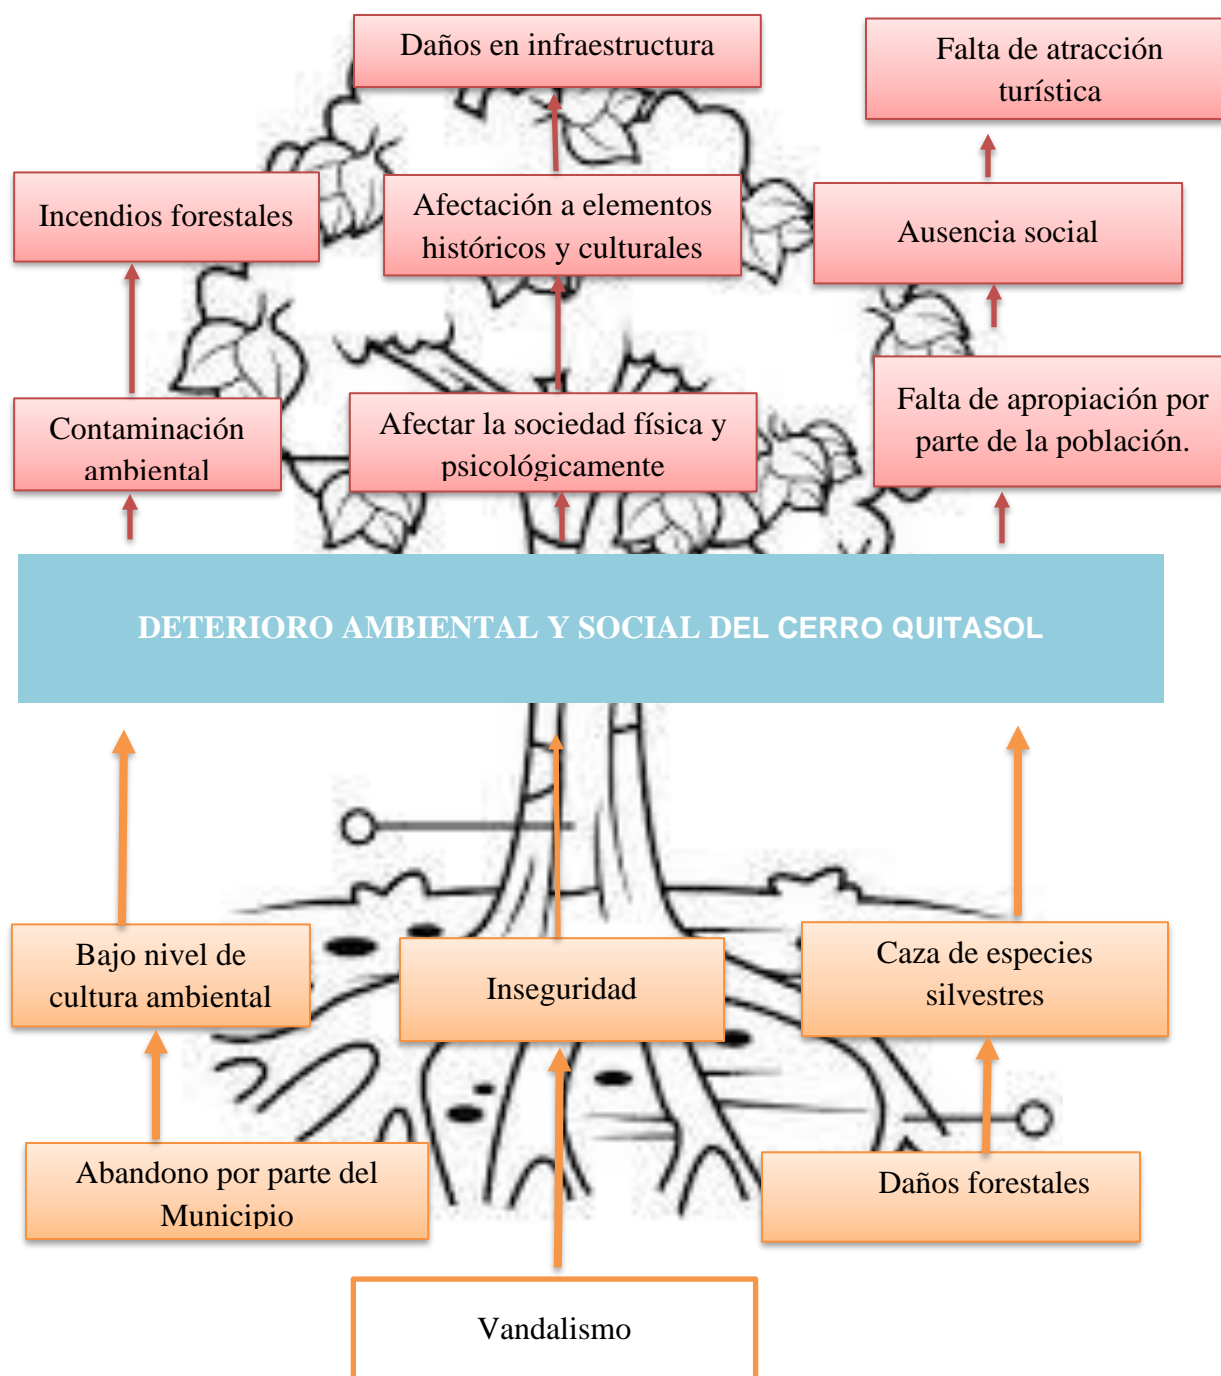 Daños en infraestructura
Falta de atracción
turística
Incendios forestales
Afectación a elementos
históricos y culturales
Ausencia social
Contaminación
ambiental
Afectar la sociedad física y
psicológicamente
Falta de apropiación por
parte de la población.
DETERIORO AMBIENTAL Y SOCIAL DEL CERRO QUITASOL
Bajo nivel de
cultura ambiental
Inseguridad
Caza de especies
silvestres
Abandono por parte del
Municipio
Daños forestales
Vandalismo